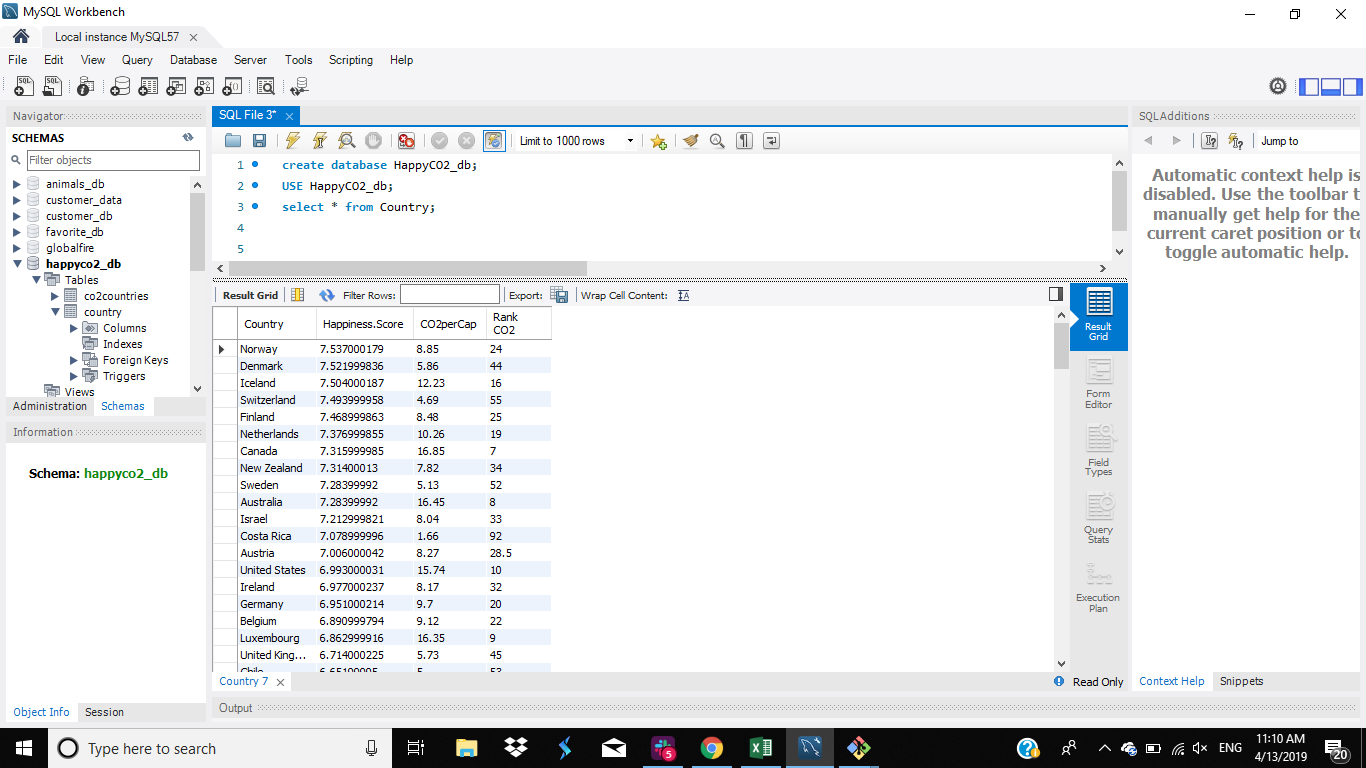 MySQL Workbench
Local instance MySQL57
File Edit View Query Database Server Tools Scripting Help
Navigator
SCHEMAS
Filter objects
animals_db
customer_data
customer_db
favorite_db
globalfire
happyco2_db
Tables
co2countries
country
Columns
Indexes
Foreign Keys
Triggers
Views
Administration Schemas
Information
Schema: happyco2_db
Object Info Session
SQL File 3*
Limit to 1000 rows
1 create database HappyCO2_db;
2 USE HappyCO2_db;
3 select * from Country;
4
5
Result Grid Filter Rows: Export: Wrap Cell Content:
Country Happiness.Score CO2perCap Rank CO2
Norway 7.537000179 8.85 24
Denmark 7.521999836 5.86 44
Iceland 7.504000187 12.23 16
Switzerland 7.493999958 4.69 55
Finland 7.468999863 8.48 25
Netherlands 7.376999855 10.26 19
Canada 7.315999985 16.85 7
New Zealand 7.31400013 7.82 34
Sweden 7.28399992 5.13 52
Australia 7.28399992 16.45 8
Israel 7.212999821 8.04 33
Costa Rica 7.078999996 1.66 92
Austria 7.006000042 8.27 28.5
United States 6.993000031 15.74 10
Ireland 6.977000237 8.17 32
Germany 6.951000214 9.7 20
Belgium 6.890999794 9.12 22
Luxembourg 6.862999916 16.35 9
United King... 6.714000225 5.73 45
Chile 5 53
Result Grid
Form Editor
Field Types
Query Stats
Execution Plan
Country 7
Read Only
Output
SQLAdditions
Jump to
Automatic context help is
disabled. Use the toolbar t
manually get help for the
current caret position or to
toggle automatic help.
Context Help Snippets
Type here to search
5
ENG
11:10 AM
4/13/2019
20